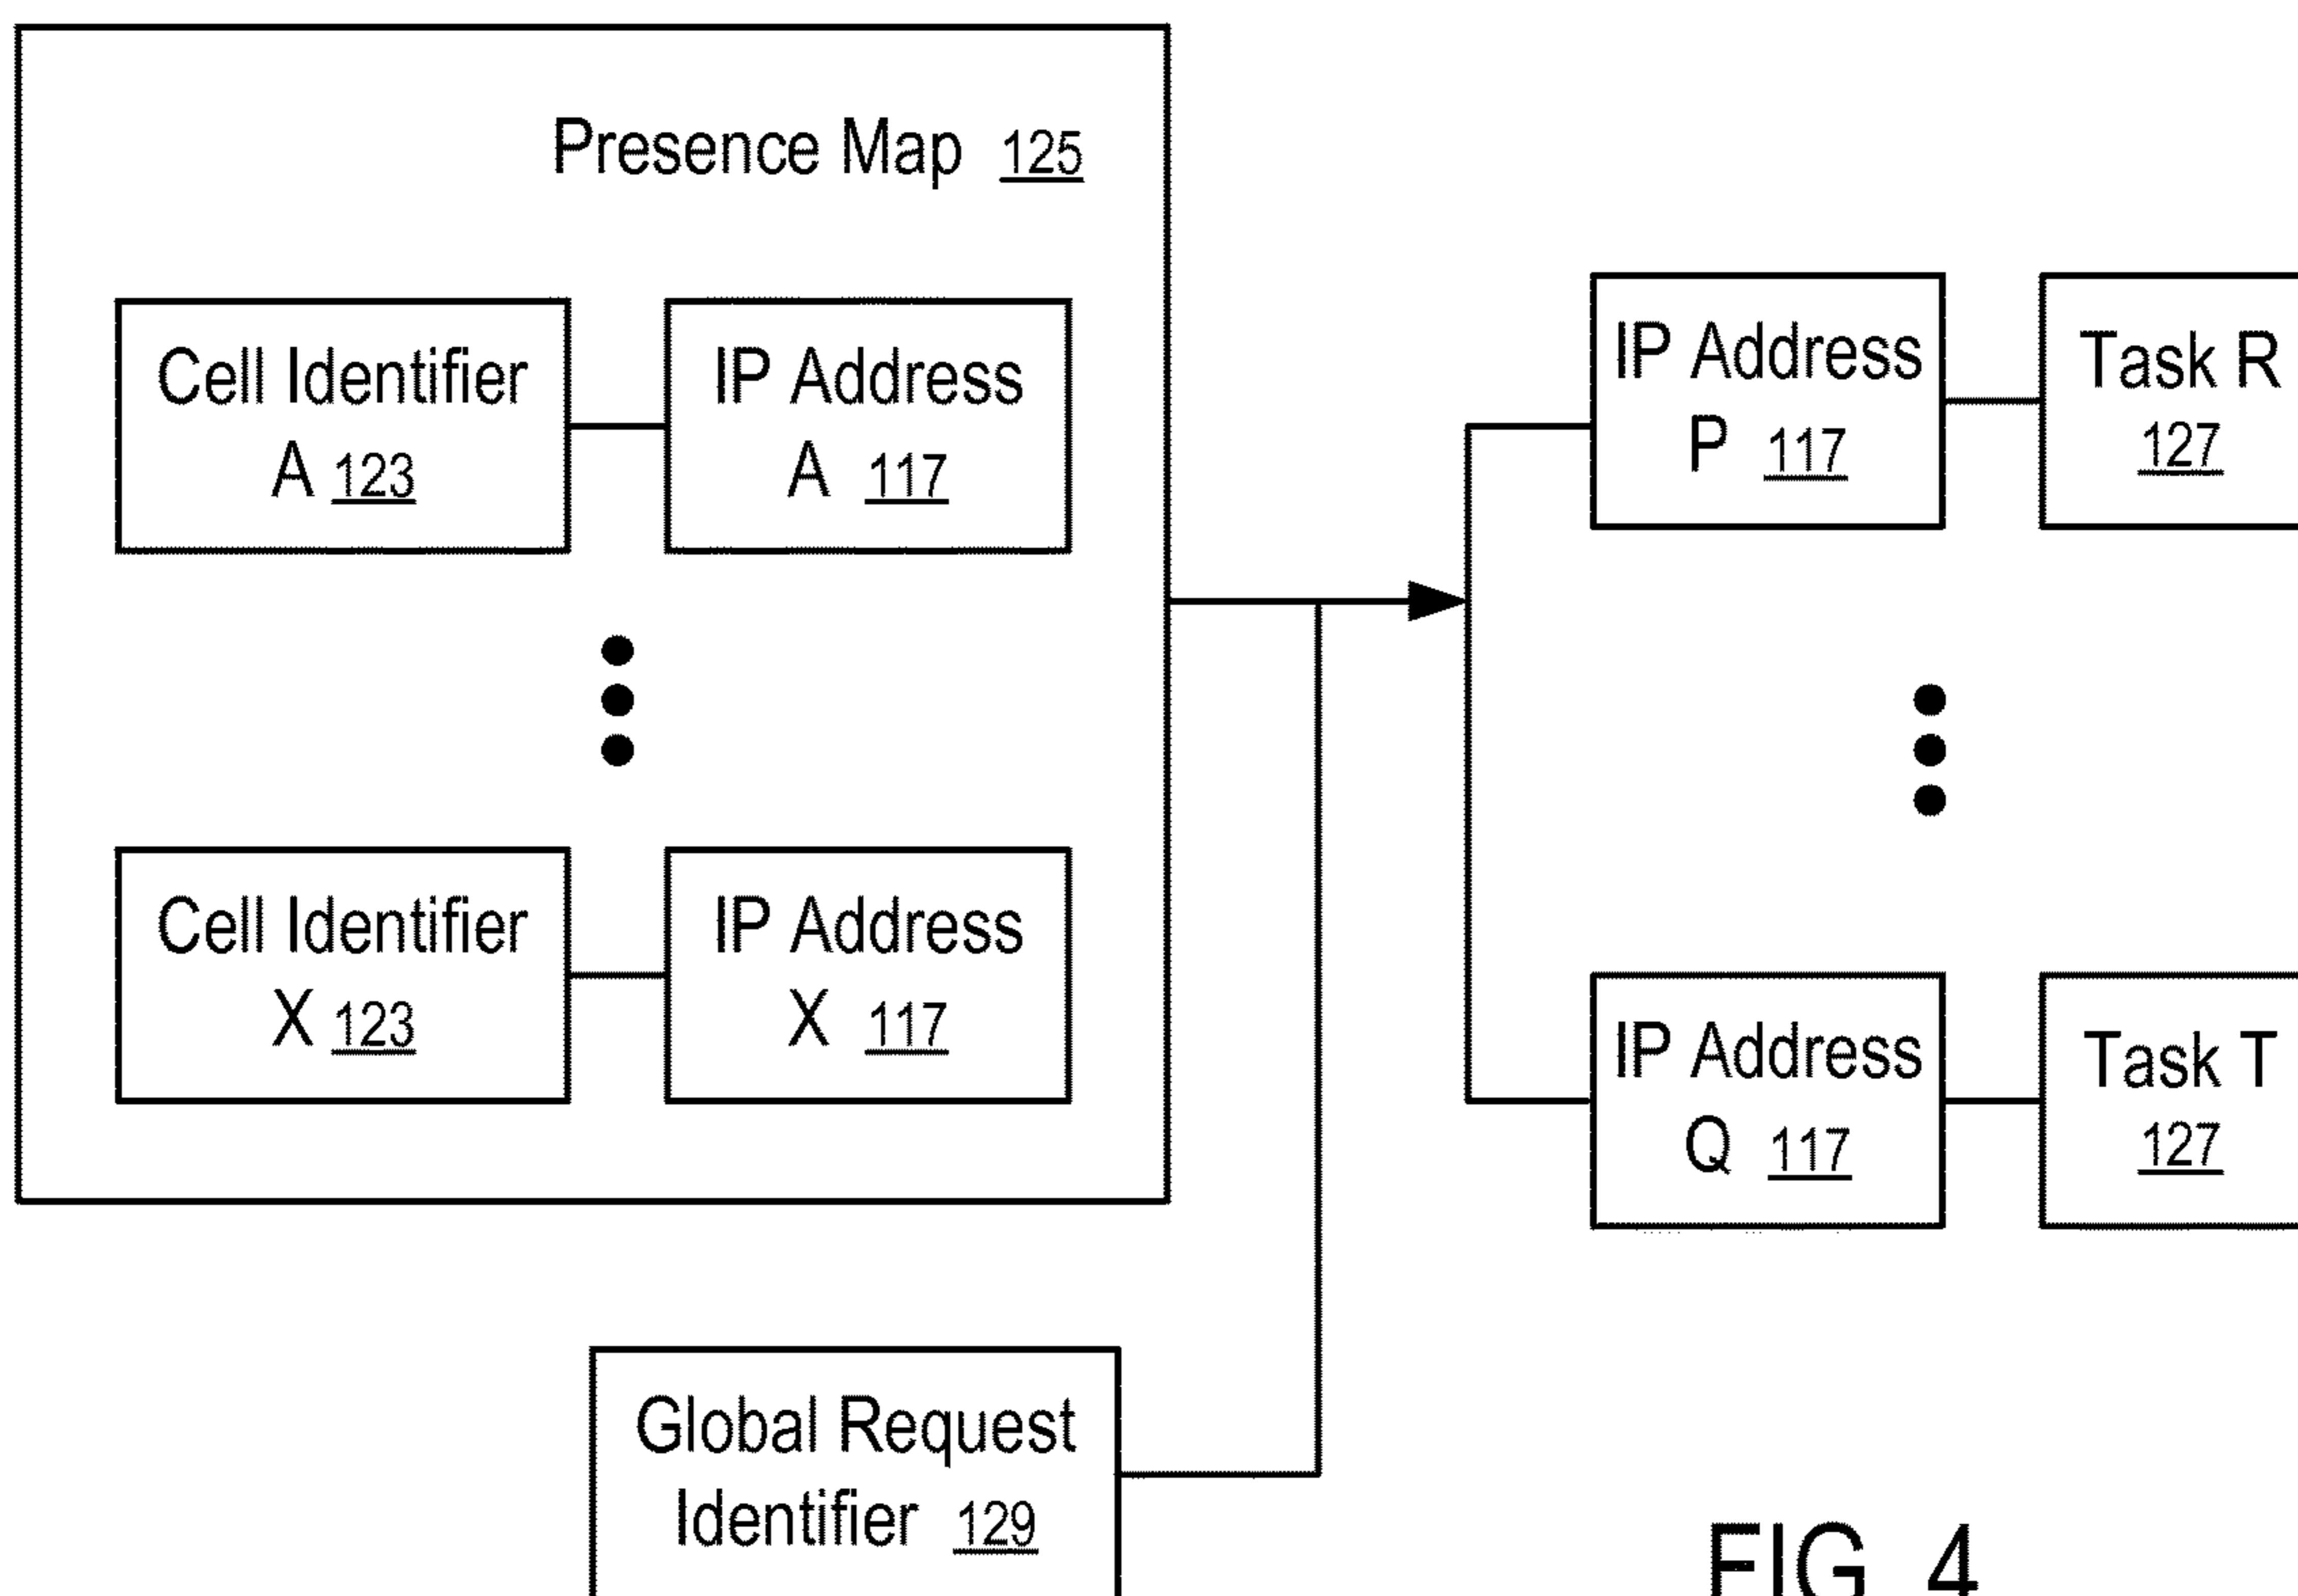 Presence Map 125
Cell Identifier
A 123
IP Address
A 117
Cell Identifier
X 123
IP Address
X 117
IP Address
P 117
Task R
127
IP Address
Q 117
Task T
127
Global Request
Identifier 129
FIG. 4